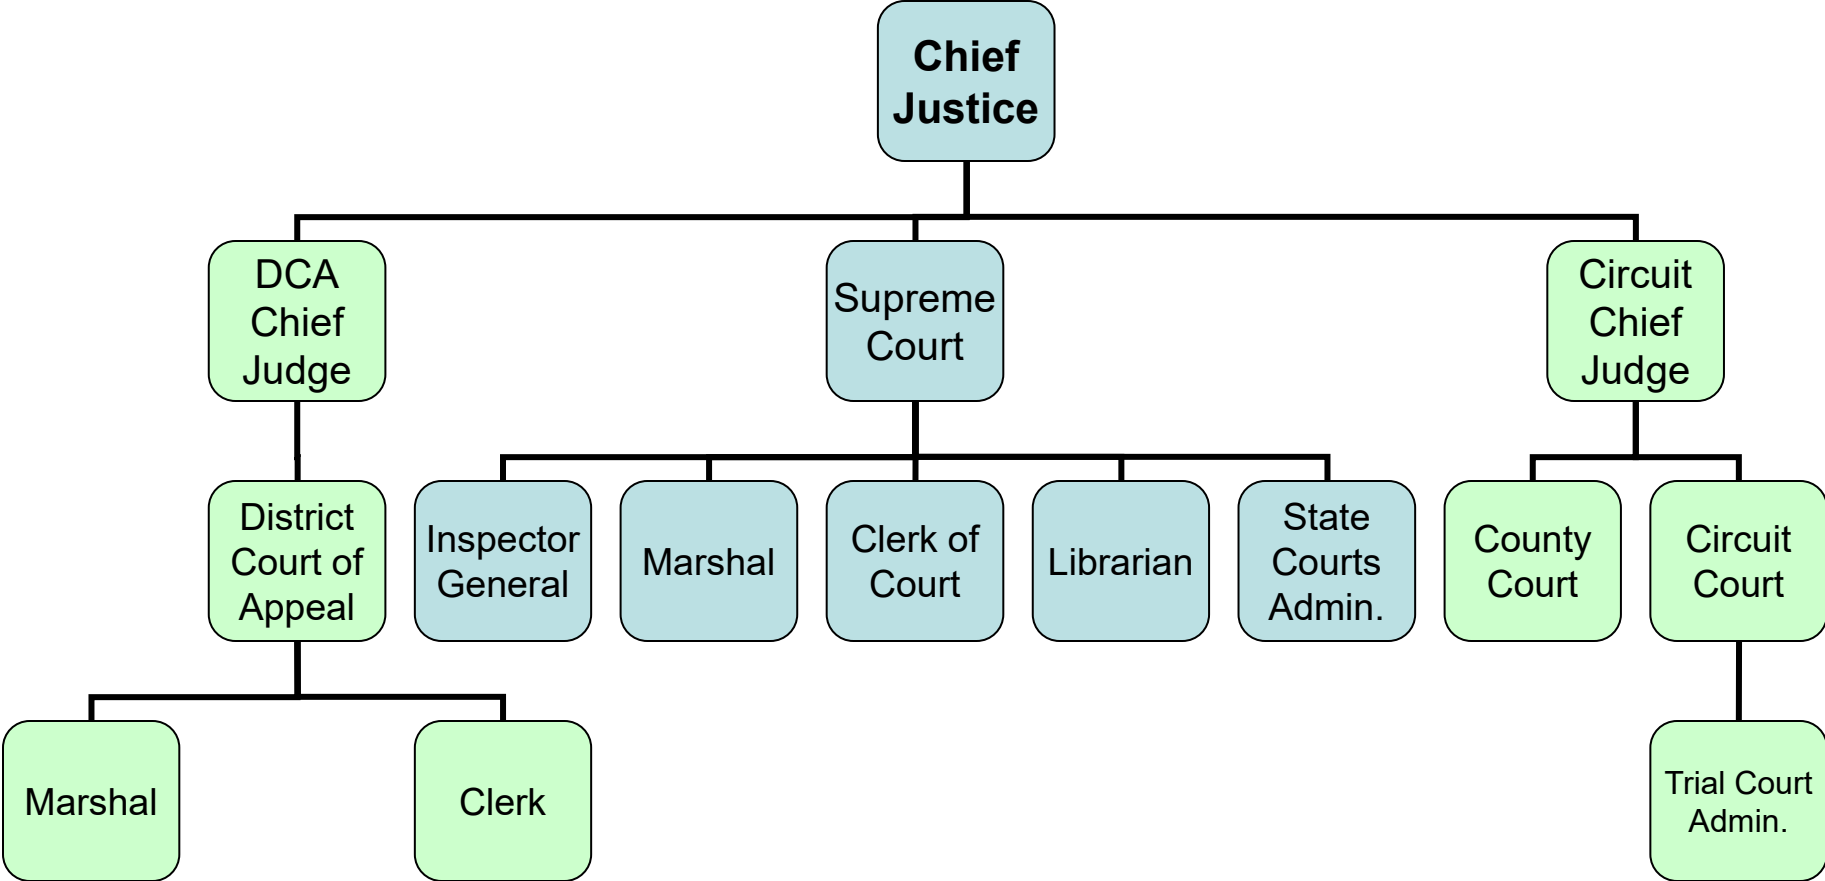 Chief
Justice
DCA
Chief
Judge
Supreme
Court
Circuit
Chief
Judge
District
Court of
Appeal
Inspector
General
Marshal
Clerk of
Court
Librarian
State
Courts
Admin.
County
Court
Circuit
Court
Marshal
Clerk
Trial Court
Admin.